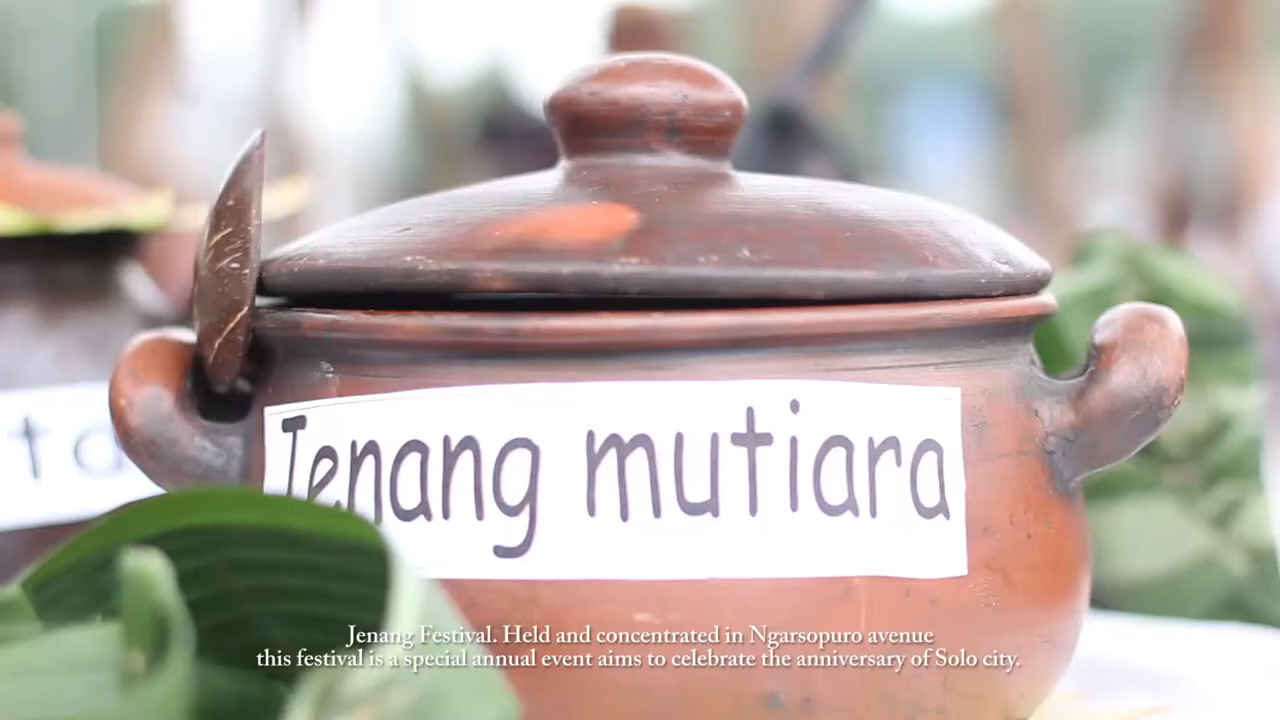 Jenang mutiara
ta
Jenang Festival. Held and concentrated in Ngarsopuro avenue
this festival is a special annual event aims to celebrate the anniversary of Solo city.